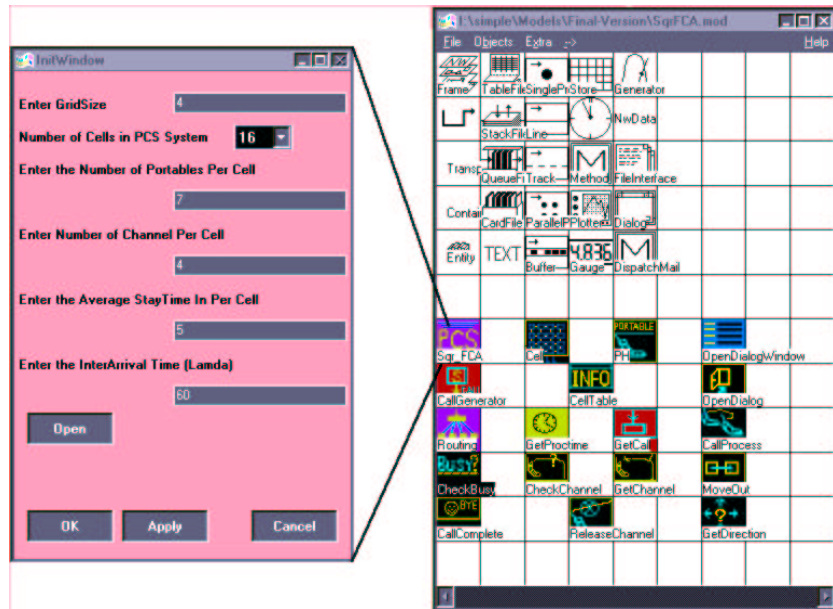 InitWindow
Enter GridSize
4
Number of Cells in PCS System
16
Enter the Number of Portables Per Cell
7
Enter Number of Channel Per Cell
4
Enter the Average StayTime In Per Cell
5
Enter the InterArrival Time (Lamda)
60
Open
OK
Apply
Cancel
I:\simple\Models\Final-Version\SqrFCA.mod
File Objects Extra -> Help
Frame TableFile SinglePr Store Generator
StackFile Line NwData
Transp QueueFi Track Method FileInterface
Contai CardFile ParallelP Plotter Dialog
Entity TEXT Buffer Gauge DispatchMail
4.836
PCS PORTABLE
Sqr_FCA Cell PH OpenDialogWindow
INFO
CallGenerator CellTable OpenDialog
Routing GetProctime GetCall CallProcess
BUSY?
CheckBusy CheckChannel GetChannel MoveOut
BYE
CallComplete ReleaseChannel GetDirection